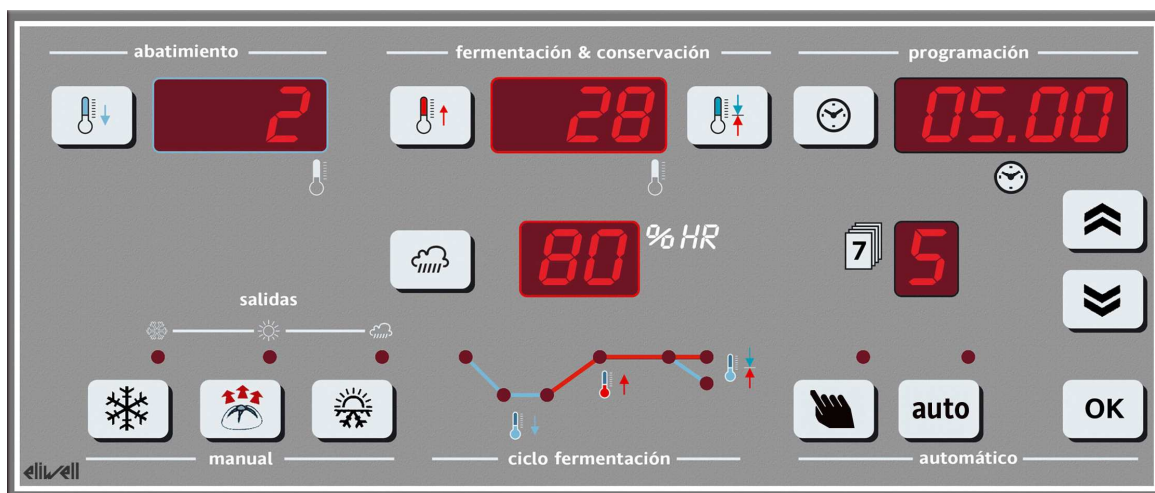 abatimiento
fermentación & conservación
programación
2
28
05.00
80
% HR
7
5
salidas
auto
OK
manual
ciclo fermentación
automático
eliwell